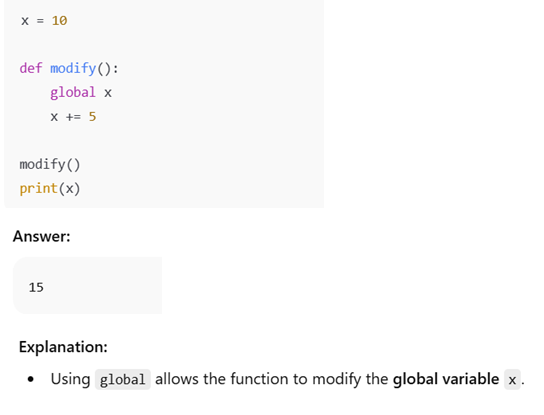 x = 10
def modify():
    global x
    x += 5
modify()
print(x)
Answer:
15
Explanation:
• Using global allows the function to modify the global variable x.